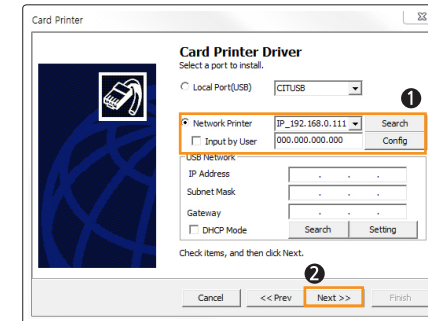 Card Printer
Card Printer Driver
Select a port to install.
Local Port(USB) CITUSB
1
Network Printer IP_192.168.0.111 Search
Input by User 000.000.000.000 Config
USB Network
IP Address . . .
Subnet Mask . . .
Gateway . . .
DHCP Mode Search Setting
Check items, and then click Next.
2
Cancel << Prev Next >> Finish